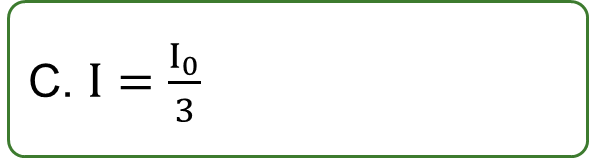 C. I = I₀/3